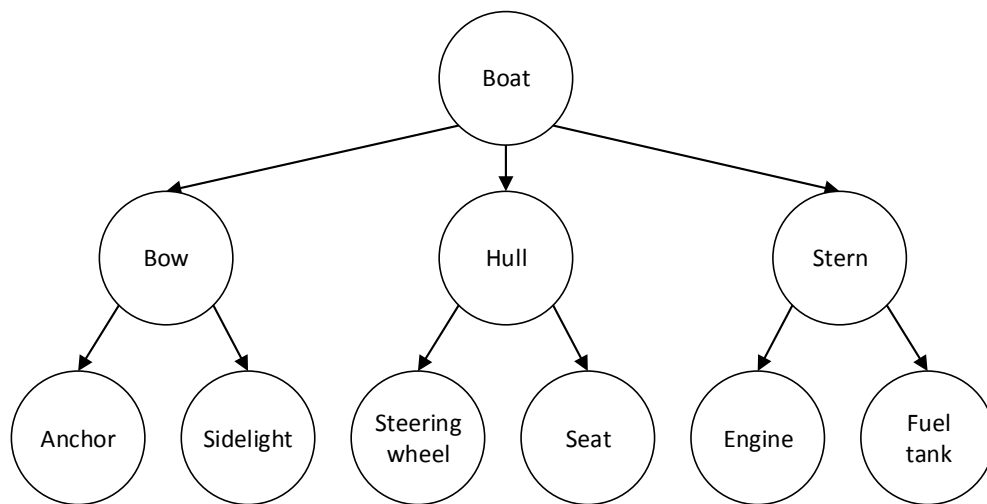 Boat
Bow
Hull
Stern
Anchor
Sidelight
Steering
wheel
Seat
Engine
Fuel
tank